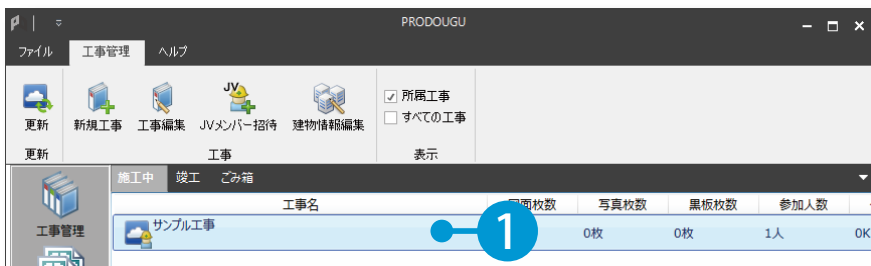 PRODOUGU
ファイル 工事管理 ヘルプ
更新 新規工事 工事編集 JVメンバー招待 建物情報編集
所属工事
すべての工事
更新 工事 表示
施工中 竣工 ごみ箱
工事名 図面枚数 写真枚数 黒板枚数 参加人数
工事管理
サンプル工事 1 0枚 0枚 1人 0K